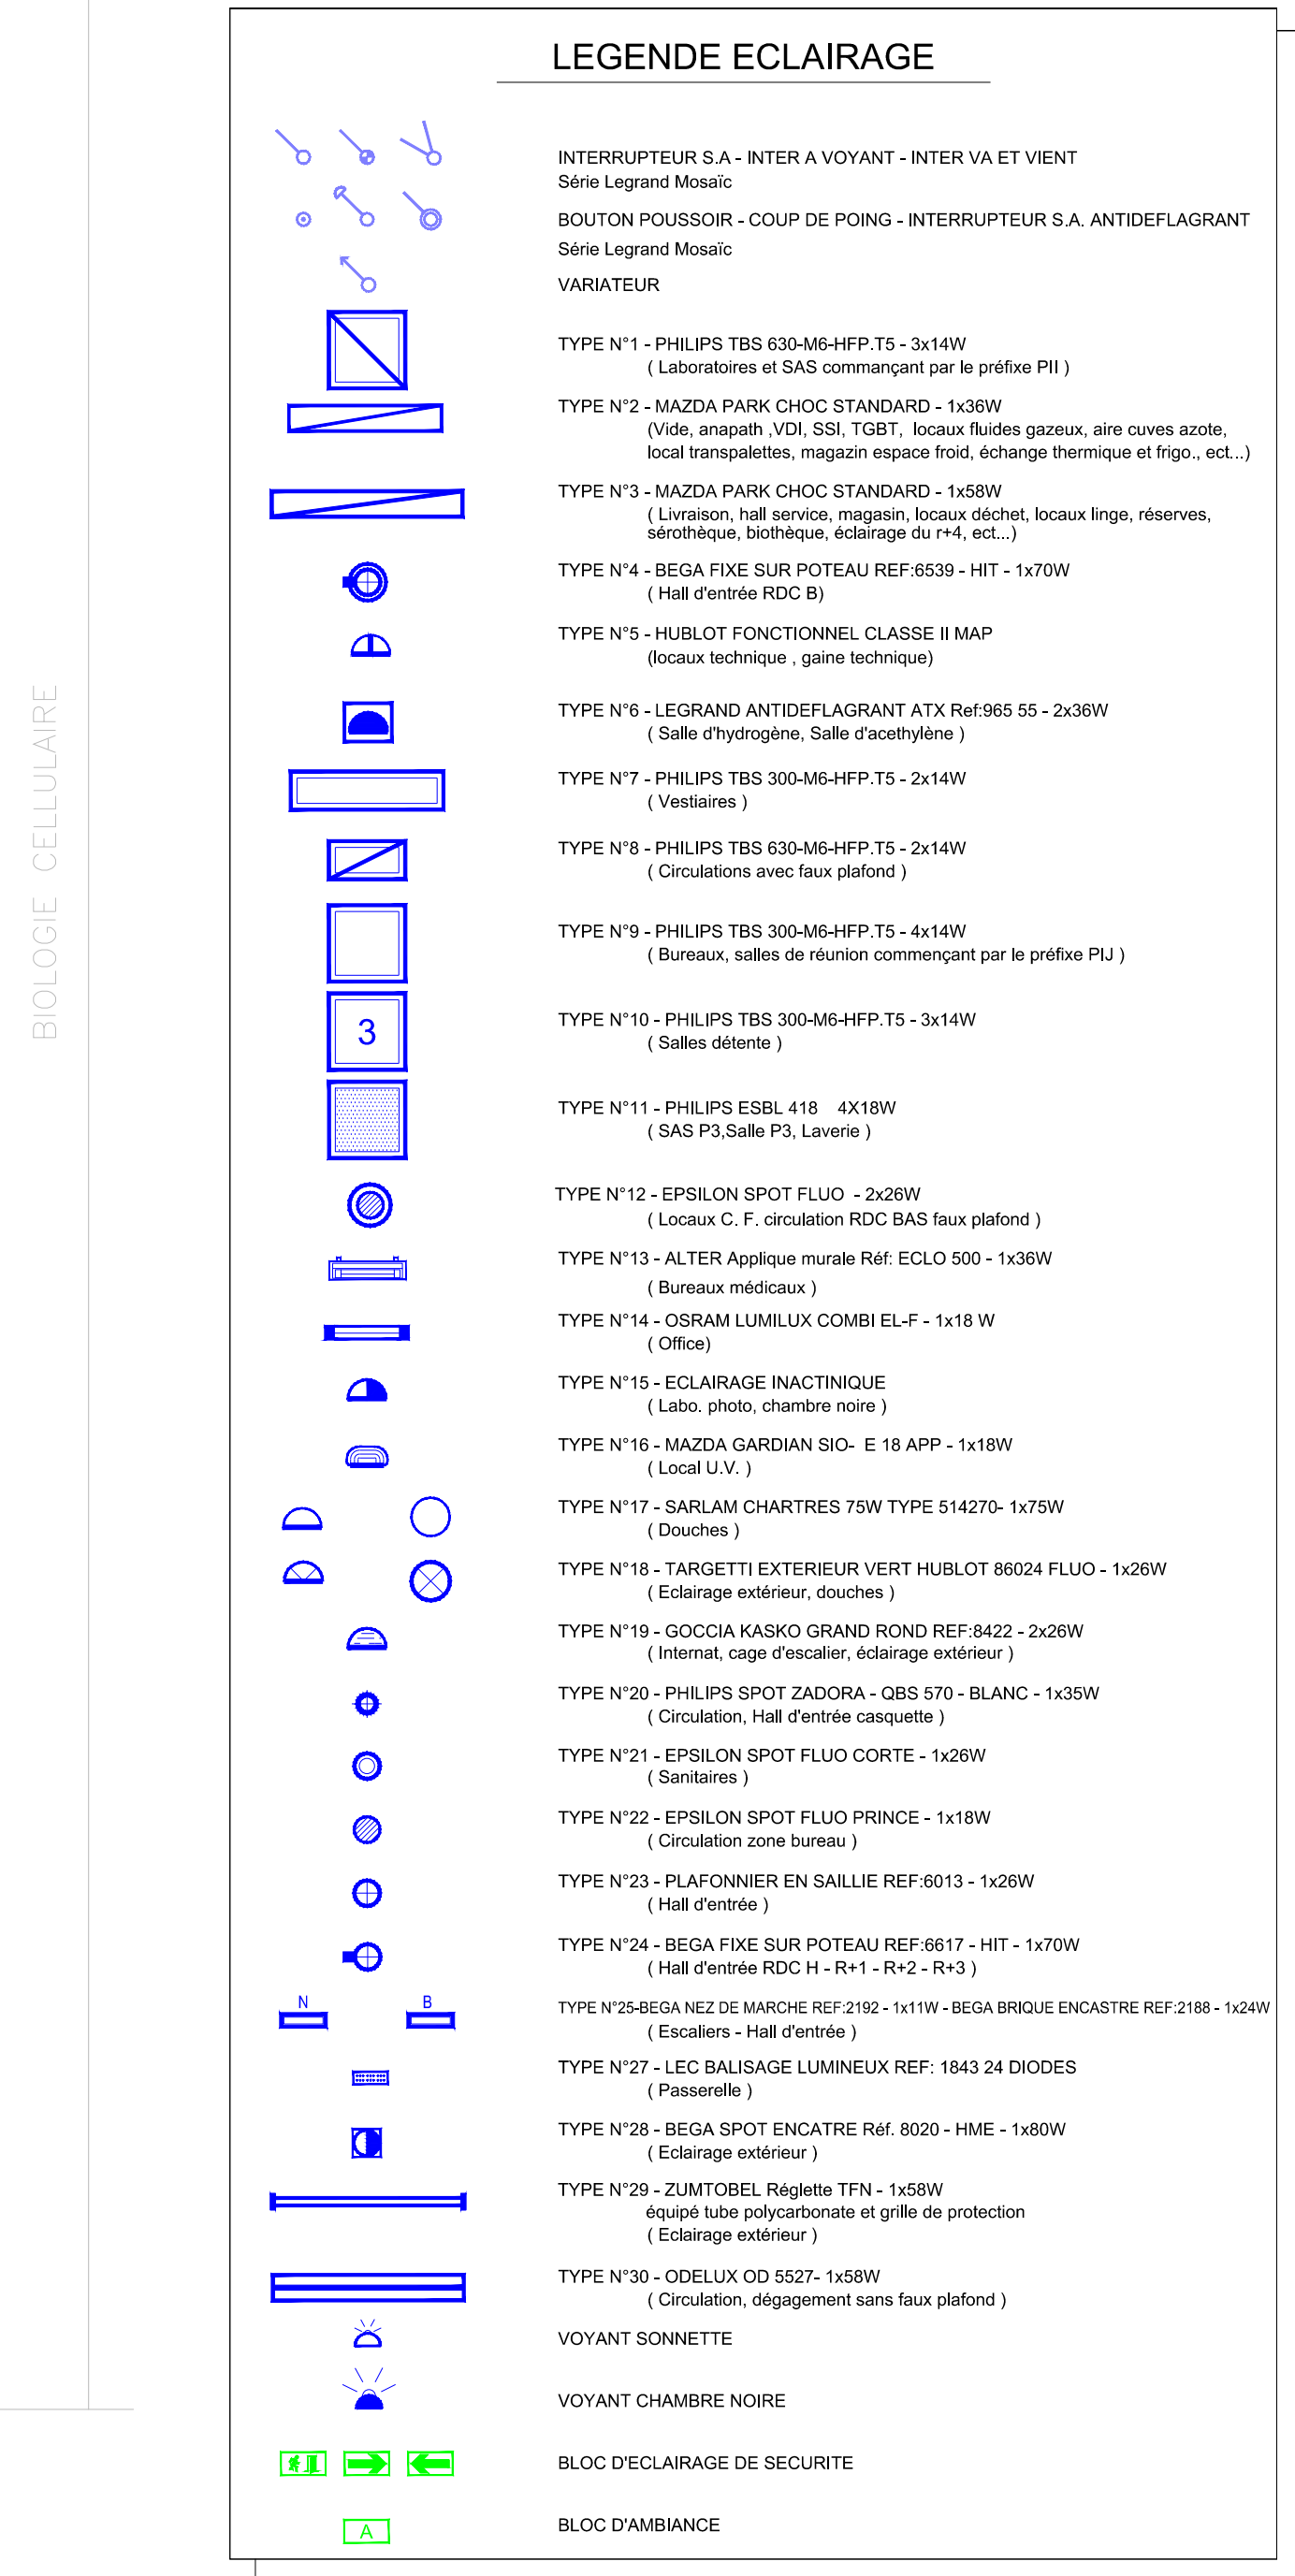 LEGENDE ECLAIRAGE
INTERRUPTEUR S.A - INTER A VOYANT - INTER VA ET VIENT
Série Legrand Mosaïc
BOUTON POUSSOIR - COUP DE POING - INTERRUPTEUR S.A. ANTIDEFLAGRANT
Série Legrand Mosaïc
VARIATEUR
TYPE N°1 - PHILIPS TBS 630-M6-HFP.T5 - 3x14W
( Laboratoires et SAS commançant par le préfixe PII )
TYPE N°2 - MAZDA PARK CHOC STANDARD - 1x36W
(Vide, anapath ,VDI, SSI, TGBT, locaux fluides gazeux, aire cuves azote,
local transpalettes, magazin espace froid, échange thermique et frigo., ect...)
TYPE N°3 - MAZDA PARK CHOC STANDARD - 1x58W
( Livraison, hall service, magasin, locaux déchet, locaux linge, réserves,
sérothèque, biothèque, éclairage du r+4, ect...)
TYPE N°4 - BEGA FIXE SUR POTEAU REF:6539 - HIT - 1x70W
( Hall d'entrée RDC B)
TYPE N°5 - HUBLOT FONCTIONNEL CLASSE II MAP
(locaux technique , gaine technique)
TYPE N°6 - LEGRAND ANTIDEFLAGRANT ATX Ref:965 55 - 2x36W
( Salle d'hydrogène, Salle d'acethylène )
TYPE N°7 - PHILIPS TBS 300-M6-HFP.T5 - 2x14W
( Vestiaires )
TYPE N°8 - PHILIPS TBS 630-M6-HFP.T5 - 2x14W
( Circulations avec faux plafond )
TYPE N°9 - PHILIPS TBS 300-M6-HFP.T5 - 4x14W
( Bureaux, salles de réunion commençant par le préfixe PIJ )
3
TYPE N°10 - PHILIPS TBS 300-M6-HFP.T5 - 3x14W
( Salles détente )
TYPE N°11 - PHILIPS ESBL 418 4X18W
( SAS P3,Salle P3, Laverie )
TYPE N°12 - EPSILON SPOT FLUO - 2x26W
( Locaux C. F. circulation RDC BAS faux plafond )
TYPE N°13 - ALTER Applique murale Réf: ECLO 500 - 1x36W
( Bureaux médicaux )
TYPE N°14 - OSRAM LUMILUX COMBI EL-F - 1x18 W
( Office)
TYPE N°15 - ECLAIRAGE INACTINIQUE
( Labo. photo, chambre noire )
TYPE N°16 - MAZDA GARDIAN SIO- E 18 APP - 1x18W
( Local U.V. )
TYPE N°17 - SARLAM CHARTRES 75W TYPE 514270- 1x75W
( Douches )
TYPE N°18 - TARGETTI EXTERIEUR VERT HUBLOT 86024 FLUO - 1x26W
( Eclairage extérieur, douches )
TYPE N°19 - GOCCIA KASKO GRAND ROND REF:8422 - 2x26W
( Internat, cage d'escalier, éclairage extérieur )
TYPE N°20 - PHILIPS SPOT ZADORA - QBS 570 - BLANC - 1x35W
( Circulation, Hall d'entrée casquette )
TYPE N°21 - EPSILON SPOT FLUO CORTE - 1x26W
( Sanitaires )
TYPE N°22 - EPSILON SPOT FLUO PRINCE - 1x18W
( Circulation zone bureau )
TYPE N°23 - PLAFONNIER EN SAILLIE REF:6013 - 1x26W
( Hall d'entrée )
TYPE N°24 - BEGA FIXE SUR POTEAU REF:6617 - HIT - 1x70W
( Hall d'entrée RDC H - R+1 - R+2 - R+3 )
N B
TYPE N°25-BEGA NEZ DE MARCHE REF:2192 - 1x11W - BEGA BRIQUE ENCASTRE REF:2188 - 1x24W
( Escaliers - Hall d'entrée )
TYPE N°27 - LEC BALISAGE LUMINEUX REF: 1843 24 DIODES
( Passerelle )
TYPE N°28 - BEGA SPOT ENCATRE Réf. 8020 - HME - 1x80W
( Eclairage extérieur )
TYPE N°29 - ZUMTOBEL Réglette TFN - 1x58W
équipé tube polycarbonate et grille de protection
( Eclairage extérieur )
TYPE N°30 - ODELUX OD 5527- 1x58W
( Circulation, dégagement sans faux plafond )
VOYANT SONNETTE
VOYANT CHAMBRE NOIRE
BLOC D'ECLAIRAGE DE SECURITE
A
BLOC D'AMBIANCE
BIOLOGIE CELLULAIRE